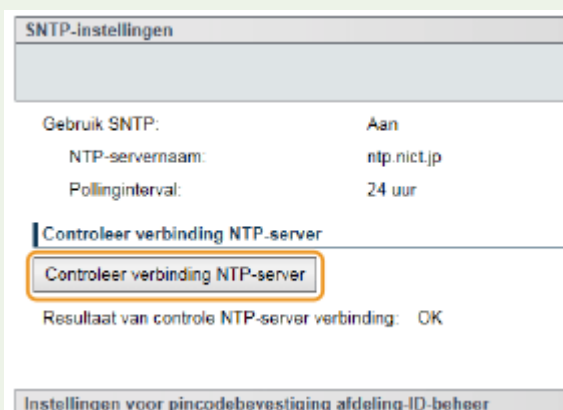 SNTP-instellingen
Gebruik SNTP: Aan
NTP-servernaam: ntp.nict.jp
Pollinginterval: 24 uur
Controleer verbinding NTP-server
Controleer verbinding NTP-server
Resultaat van controle NTP-server verbinding: OK
Instellingen voor pincodebevestiging afdeling-ID-beheer